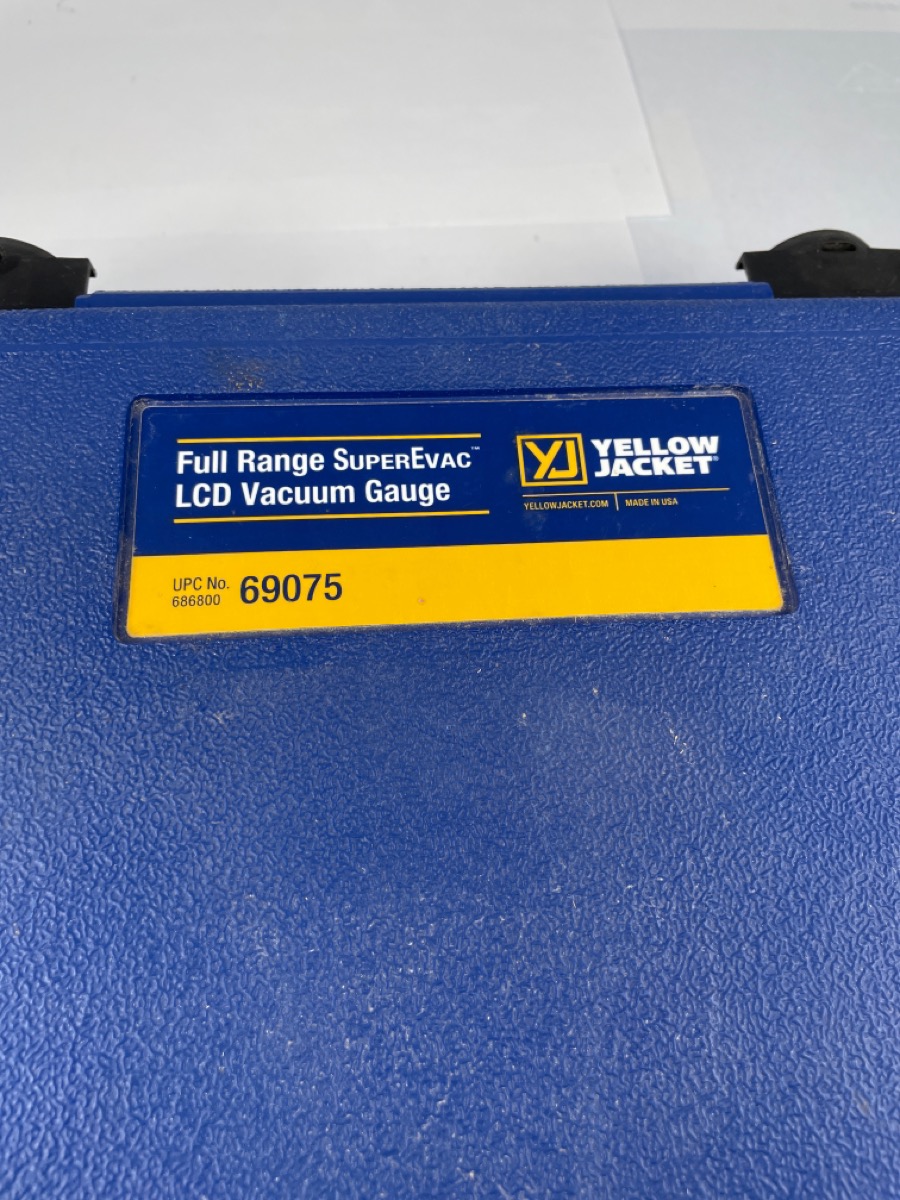 Full Range SuperEvac™
LCD Vacuum Gauge
YJ YELLOW
JACKET®
YELLOWJACKET.COM | MADE IN USA
UPC No.
686800 69075